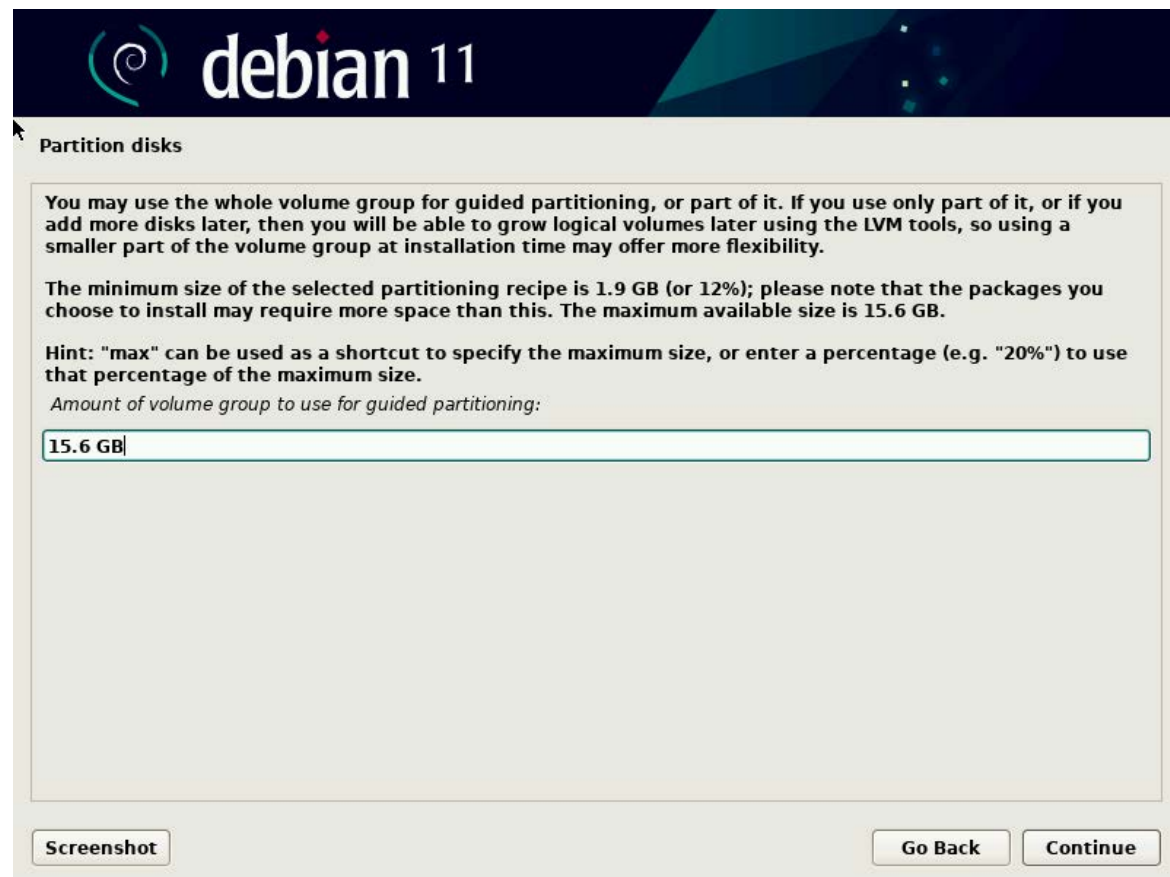 debian 11
Partition disks
You may use the whole volume group for guided partitioning, or part of it. If you use only part of it, or if you
add more disks later, then you will be able to grow logical volumes later using the LVM tools, so using a
smaller part of the volume group at installation time may offer more flexibility.
The minimum size of the selected partitioning recipe is 1.9 GB (or 12%); please note that the packages you
choose to install may require more space than this. The maximum available size is 15.6 GB.
Hint: "max" can be used as a shortcut to specify the maximum size, or enter a percentage (e.g. "20%") to use
that percentage of the maximum size.
Amount of volume group to use for guided partitioning:
15.6 GB
Screenshot
Go Back
Continue